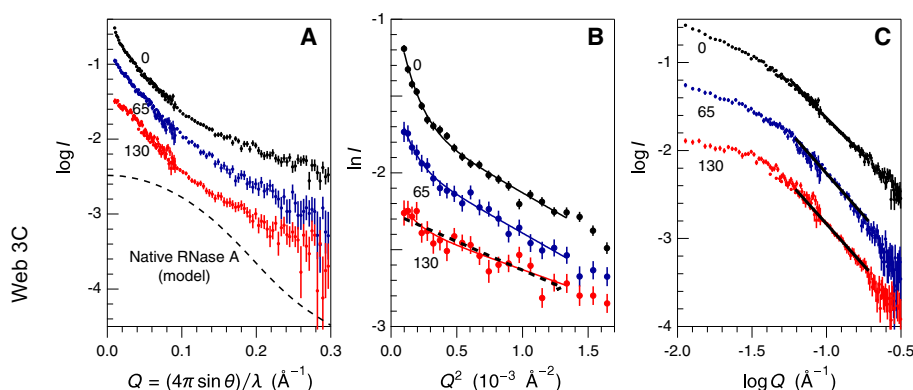 Web 3C
A
log I
-1
-2
-3
-4
0
65
130
Native RNase A
(model)
0.0
0.1
0.2
0.3
Q = (4π sin θ)/λ (Å⁻¹)
B
ln I
-1
-2
-3
0
65
130
0.0
0.5
1.0
1.5
Q² (10⁻³ Å⁻²)
C
log I
-1
-2
-3
-4
0
65
130
-2.0
-1.5
-1.0
-0.5
log Q (Å⁻¹)